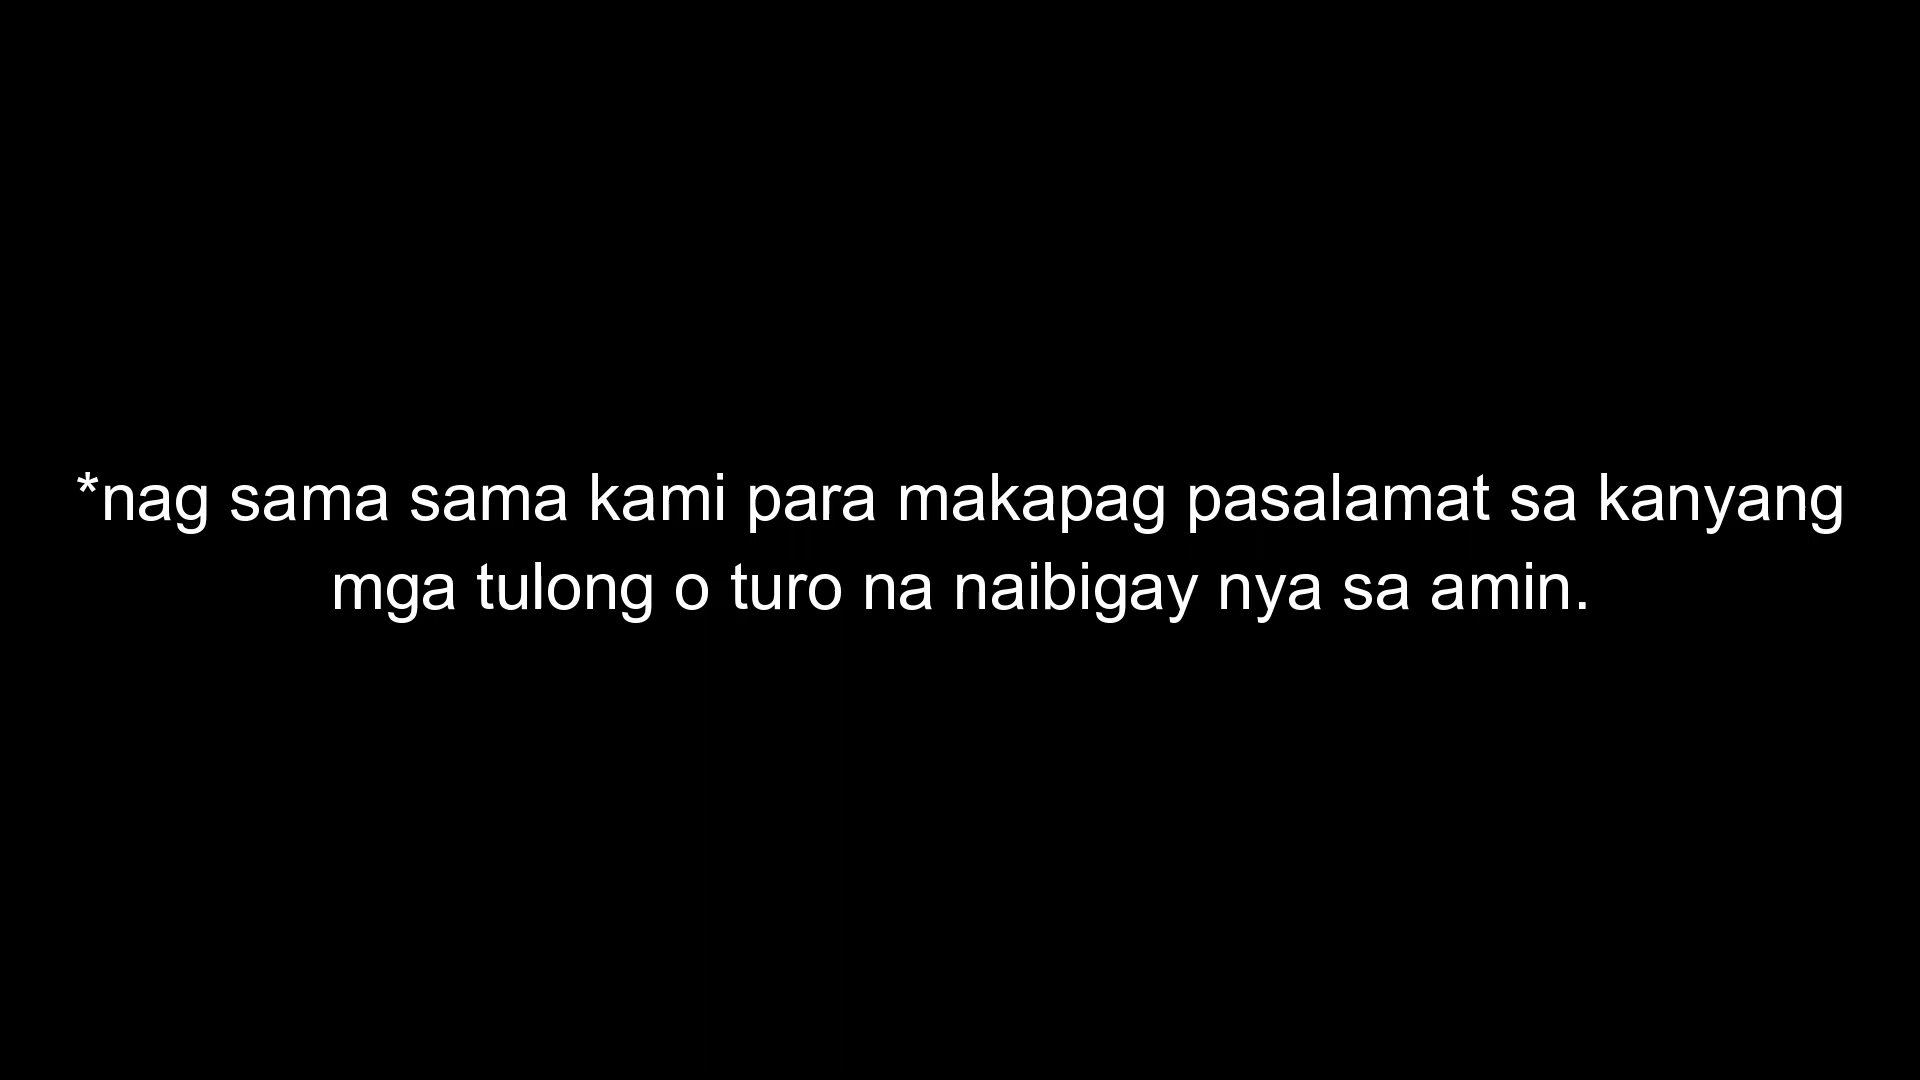 *nag sama sama kami para makapag pasalamat sa kanyang
mga tulong o turo na naibigay nya sa amin.